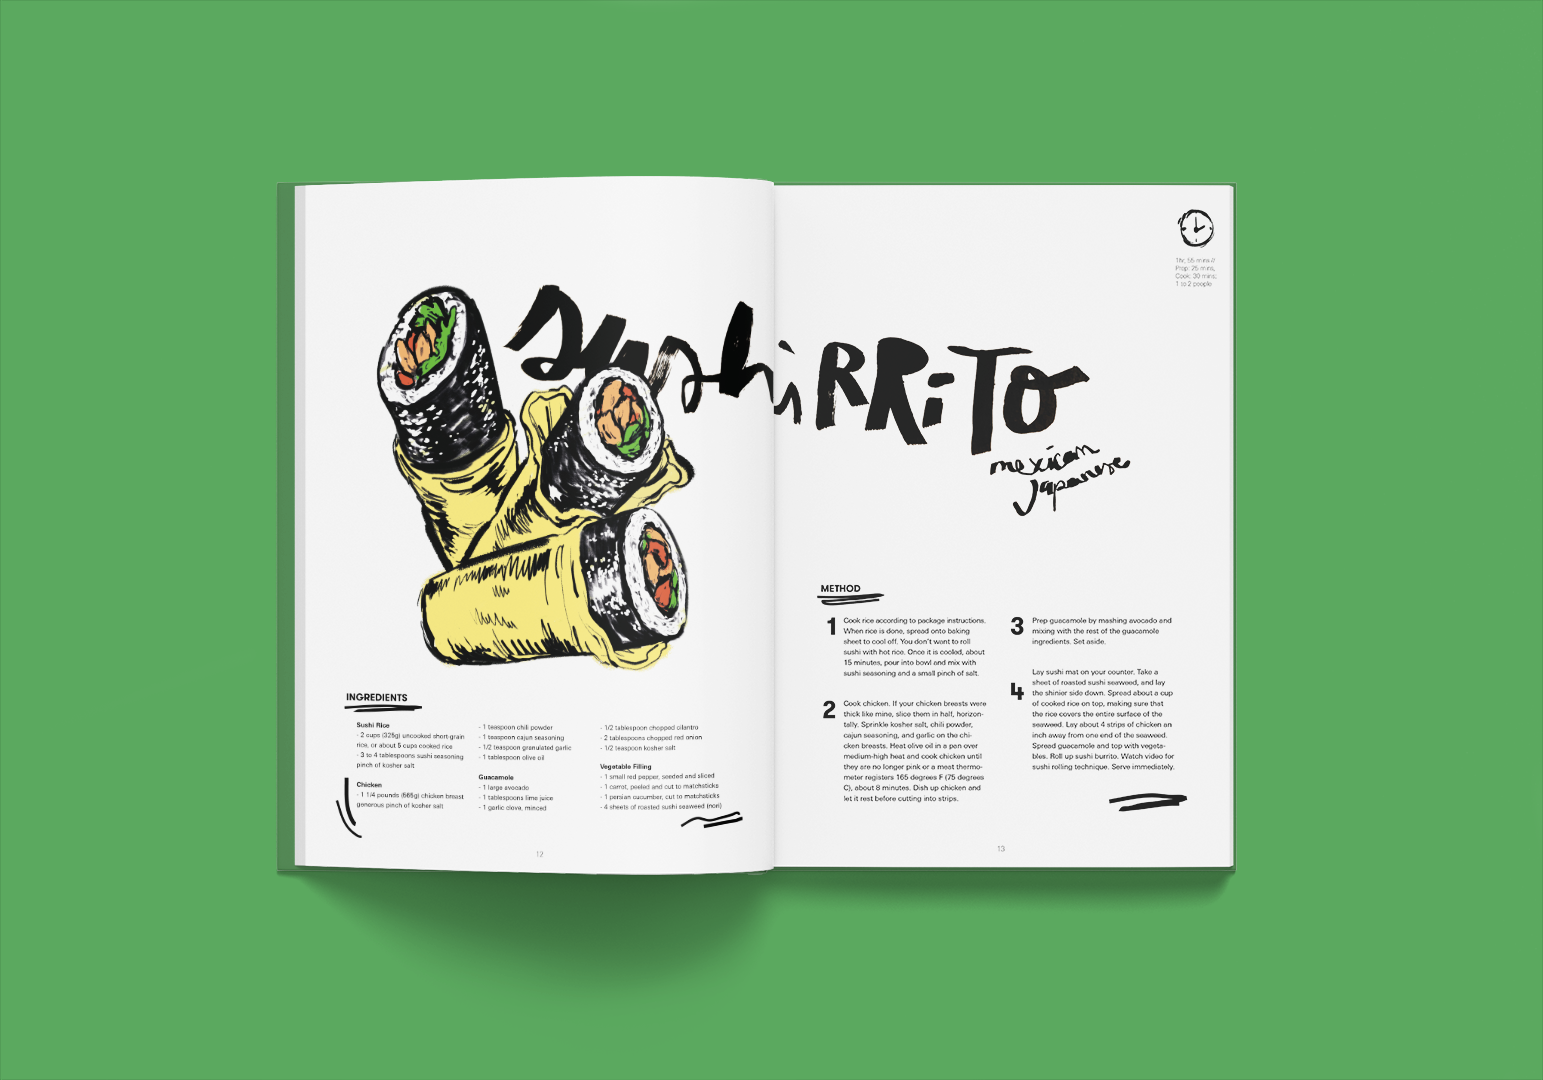 sushiRRiTO
mexican
japanese
1hr, 55 mins //
Prep: 25 mins,
Cook: 30 mins;
1 to 2 people
INGREDIENTS
Sushi Rice
- 2 cups (325g) uncooked short-grain
rice, or about 5 cups cooked rice
- 3 to 4 tablespoons sushi seasoning
pinch of kosher salt
Chicken
- 1 1/4 pounds (565g) chicken breast
generous pinch of kosher salt
- 1 teaspoon chili powder
- 1 teaspoon cajun seasoning
- 1/2 teaspoon granulated garlic
- 1 tablespoon olive oil
Guacamole
- 1 large avocado
- 1 tablespoons lime juice
- 1 garlic clove, minced
- 1/2 tablespoon chopped cilantro
- 2 tablespoons chopped red onion
- 1/2 teaspoon kosher salt
Vegetable Filling
- 1 small red pepper, seeded and sliced
- 1 carrot, peeled and cut to matchsticks
- 1 persian cucumber, cut to matchsticks
- 4 sheets of roasted sushi seaweed (nori)
12
METHOD
1
Cook rice according to package instructions.
When rice is done, spread onto baking
sheet to cool off. You don't want to roll
sushi with hot rice. Once it is cooled, about
15 minutes, pour into bowl and mix with
sushi seasoning and a small pinch of salt.
2
Cook chicken. If your chicken breasts were
thick like mine, slice them in half, horizon-
tally. Sprinkle kosher salt, chili powder,
cajun seasoning, and garlic on the chi-
cken breasts. Heat olive oil in a pan over
medium-high heat and cook chicken until
they are no longer pink or a meat thermo-
meter registers 165 degrees F (75 degrees
C), about 8 minutes. Dish up chicken and
let it rest before cutting into strips.
3
Prep guacamole by mashing avocado and
mixing with the rest of the guacamole
ingredients. Set aside.
4
Lay sushi mat on your counter. Take a
sheet of roasted sushi seaweed, and lay
the shinier side down. Spread about a cup
of cooked rice on top, making sure that
the rice covers the entire surface of the
seaweed. Lay about 4 strips of chicken an
inch away from one end of the seaweed.
Spread guacamole and top with vegeta-
bles. Roll up sushi burrito. Watch video for
sushi rolling technique. Serve immediately.
13